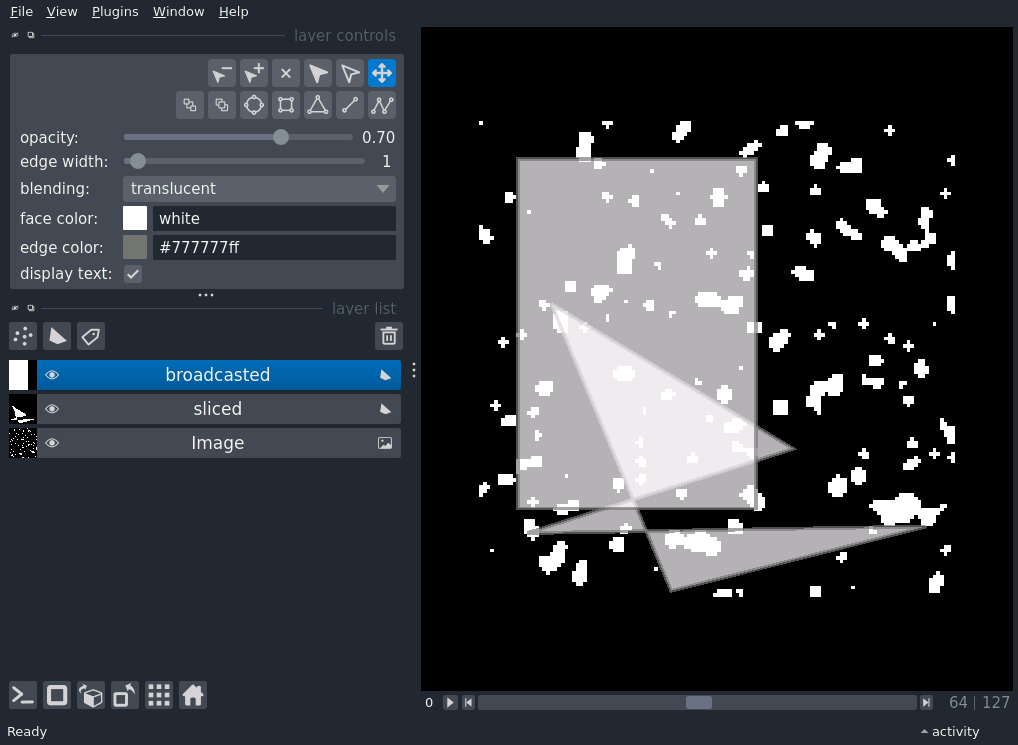 File View Plugins Window Help
layer controls
opacity: 0.70
edge width: 1
blending: translucent
face color: white
edge color: #777777ff
display text:
layer list
broadcasted
sliced
Image
0 64 | 127
Ready activity